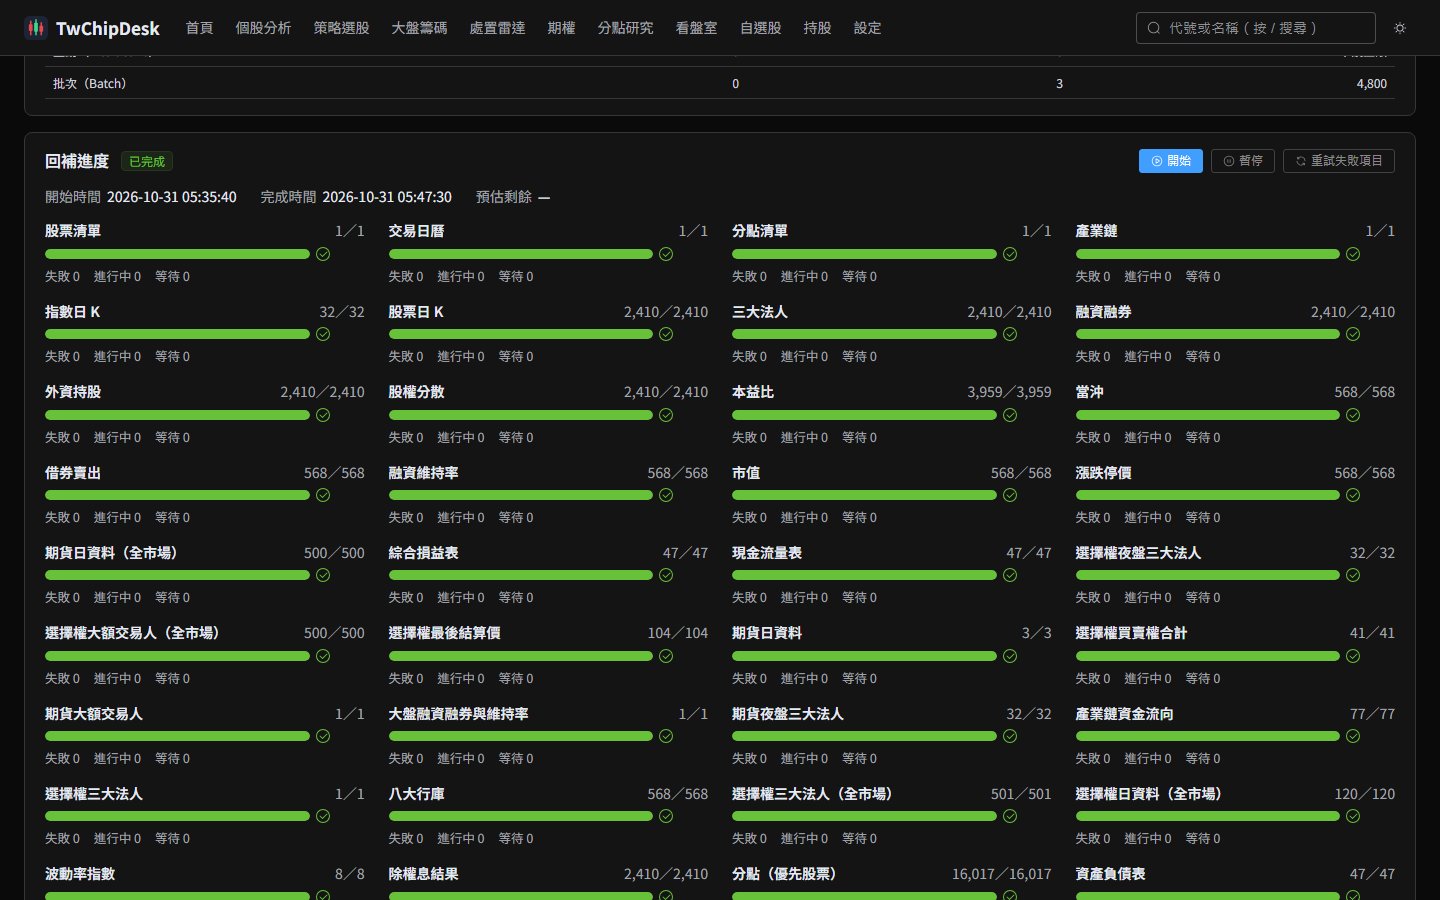 TwChipDesk 首頁 個股分析 策略選股 大盤籌碼 處置雷達 期權 分點研究 看盤室 自選股 持股 設定 代號或名稱（按 / 搜尋）
批次（Batch） 0 3 4,800
回補進度 已完成 開始 暫停 重試失敗項目
開始時間 2026-10-31 05:35:40 完成時間 2026-10-31 05:47:30 預估剩餘 —
股票清單 1／1 交易日曆 1／1 分點清單 1／1 產業鏈 1／1
失敗 0 進行中 0 等待 0 失敗 0 進行中 0 等待 0 失敗 0 進行中 0 等待 0 失敗 0 進行中 0 等待 0
指數日 K 32／32 股票日 K 2,410／2,410 三大法人 2,410／2,410 融資融券 2,410／2,410
失敗 0 進行中 0 等待 0 失敗 0 進行中 0 等待 0 失敗 0 進行中 0 等待 0 失敗 0 進行中 0 等待 0
外資持股 2,410／2,410 股權分散 2,410／2,410 本益比 3,959／3,959 當沖 568／568
失敗 0 進行中 0 等待 0 失敗 0 進行中 0 等待 0 失敗 0 進行中 0 等待 0 失敗 0 進行中 0 等待 0
借券賣出 568／568 融資維持率 568／568 市值 568／568 漲跌停價 568／568
失敗 0 進行中 0 等待 0 失敗 0 進行中 0 等待 0 失敗 0 進行中 0 等待 0 失敗 0 進行中 0 等待 0
期貨日資料（全市場） 500／500 綜合損益表 47／47 現金流量表 47／47 選擇權夜盤三大法人 32／32
失敗 0 進行中 0 等待 0 失敗 0 進行中 0 等待 0 失敗 0 進行中 0 等待 0 失敗 0 進行中 0 等待 0
選擇權大額交易人（全市場） 500／500 選擇權最後結算價 104／104 期貨日資料 3／3 選擇權買賣權合計 41／41
失敗 0 進行中 0 等待 0 失敗 0 進行中 0 等待 0 失敗 0 進行中 0 等待 0 失敗 0 進行中 0 等待 0
期貨大額交易人 1／1 大盤融資融券與維持率 1／1 期貨夜盤三大法人 32／32 產業鏈資金流向 77／77
失敗 0 進行中 0 等待 0 失敗 0 進行中 0 等待 0 失敗 0 進行中 0 等待 0 失敗 0 進行中 0 等待 0
選擇權三大法人 1／1 八大行庫 568／568 選擇權三大法人（全市場） 501／501 選擇權日資料（全市場） 120／120
失敗 0 進行中 0 等待 0 失敗 0 進行中 0 等待 0 失敗 0 進行中 0 等待 0 失敗 0 進行中 0 等待 0
波動率指數 8／8 除權息結果 2,410／2,410 分點（優先股票） 16,017／16,017 資產負債表 47／47